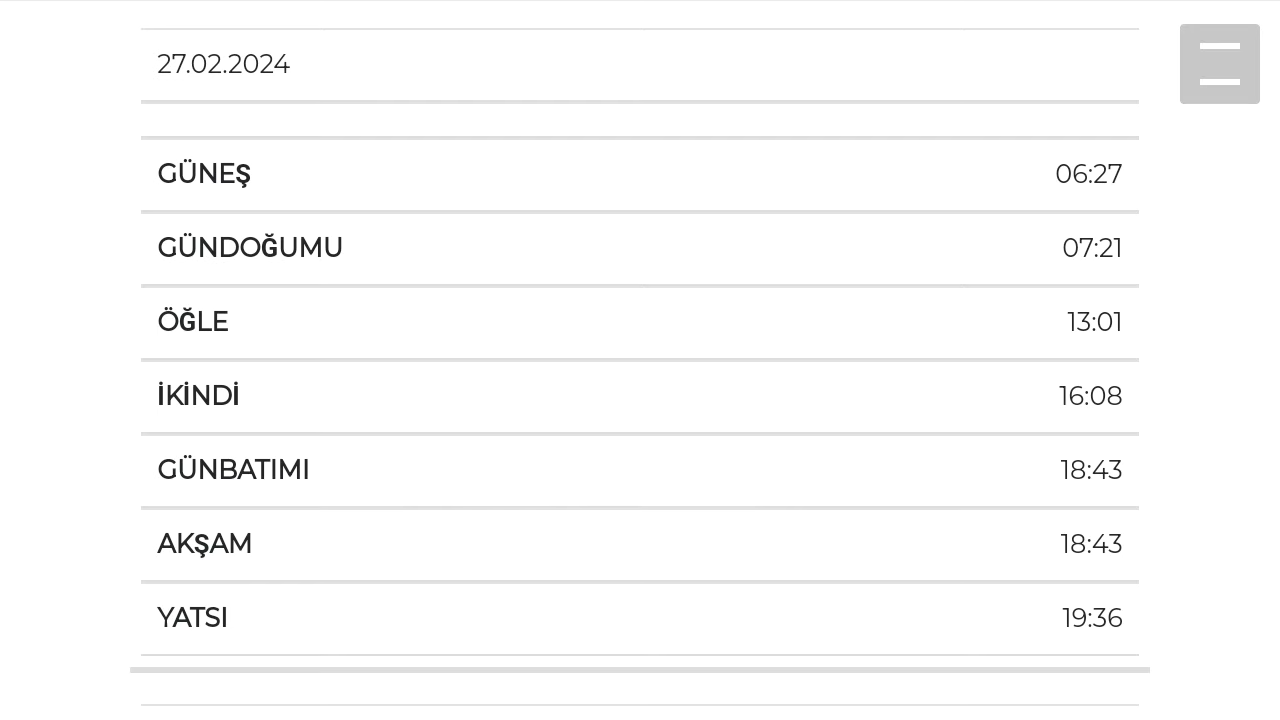 27.02.2024
GÜNEŞ 06:27
GÜNDOĞUMU 07:21
ÖĞLE 13:01
İKİNDİ 16:08
GÜNBATIMI 18:43
AKŞAM 18:43
YATSI 19:36